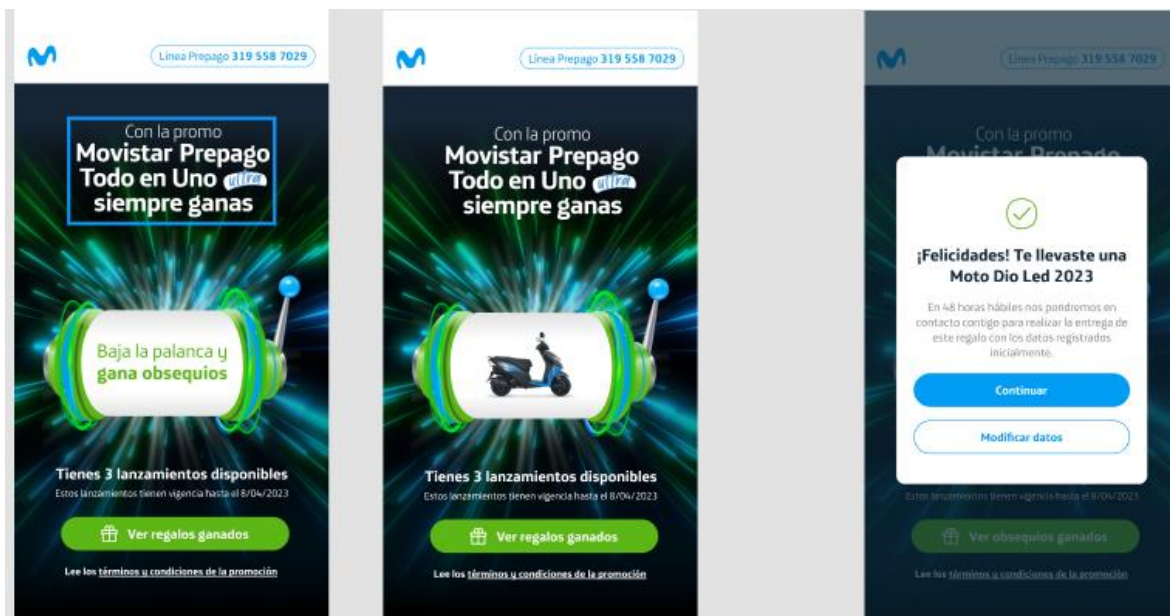 Línea Prepago 319 558 7029
Con la promo
Movistar Prepago
Todo en Uno ultra
siempre ganas
Baja la palanca y
gana obsequios
Tienes 3 lanzamientos disponibles
Estos lanzamientos tienen vigencia hasta el 8/04/2023
Ver regalos ganados
Lee los términos y condiciones de la promoción
Línea Prepago 319 558 7029
Con la promo
Movistar Prepago
Todo en Uno ultra
siempre ganas
Tienes 3 lanzamientos disponibles
Estos lanzamientos tienen vigencia hasta el 8/04/2023
Ver regalos ganados
Lee los términos y condiciones de la promoción
Línea Prepago 319 558 7029
Con la promo
Movistar Prepago
¡Felicidades! Te llevaste una
Moto Dio Led 2023
En 48 horas hábiles nos pondremos en
contacto contigo para realizar la entrega de
este regalo con los datos registrados
inicialmente.
Continuar
Modificar datos
Estos lanzamientos tienen vigencia hasta el 8/04/2023
Ver obsequios ganados
Lee los términos y condiciones de la promoción